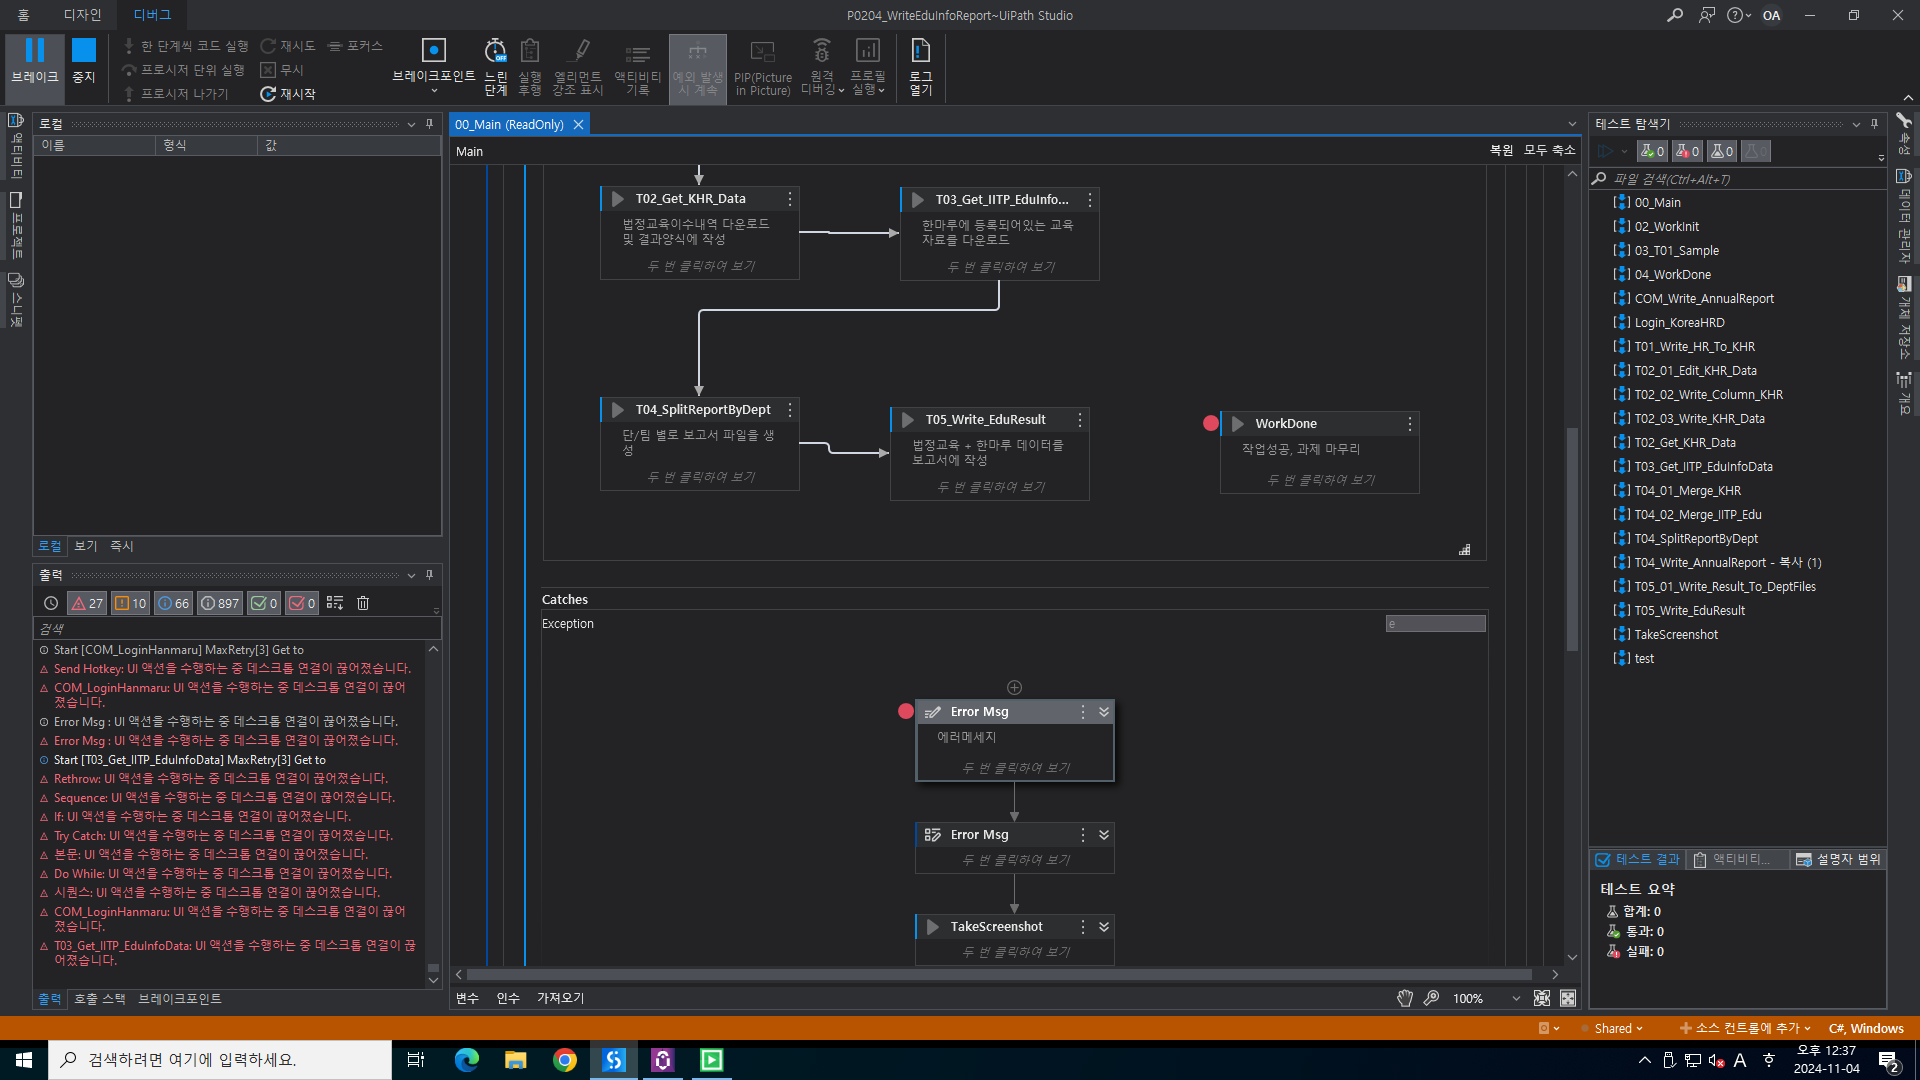 홈
디자인
디버그
P0204_WriteEduInfoReport~UiPath Studio
OA
브레이크
중지
한 단계씩 코드 실행
프로시저 단위 실행
프로시저 나가기
재시도
무시
재시작
포커스
브레이크포인트
느린
단계
실행
후행
엘리먼트
강조 표시
액티비티
기록
예외 발생
시 계속
PIP(Picture
in Picture)
원격
디버깅
프로필
실행
로그
열기
액티비티
프로젝트
스니펫
로컬
이름
형식
값
로컬
보기
즉시
출력
27
10
66
897
0
0
검색
Start [COM_LoginHanmaru] MaxRetry[3] Get to
Send Hotkey: UI 액션을 수행하는 중 데스크톱 연결이 끊어졌습니다.
COM_LoginHanmaru: UI 액션을 수행하는 중 데스크톱 연결이 끊어
졌습니다.
Error Msg : UI 액션을 수행하는 중 데스크톱 연결이 끊어졌습니다.
Error Msg : UI 액션을 수행하는 중 데스크톱 연결이 끊어졌습니다.
Start [T03_Get_IITP_EduInfoData] MaxRetry[3] Get to
Rethrow: UI 액션을 수행하는 중 데스크톱 연결이 끊어졌습니다.
Sequence: UI 액션을 수행하는 중 데스크톱 연결이 끊어졌습니다.
If: UI 액션을 수행하는 중 데스크톱 연결이 끊어졌습니다.
Try Catch: UI 액션을 수행하는 중 데스크톱 연결이 끊어졌습니다.
본문: UI 액션을 수행하는 중 데스크톱 연결이 끊어졌습니다.
Do While: UI 액션을 수행하는 중 데스크톱 연결이 끊어졌습니다.
시퀀스: UI 액션을 수행하는 중 데스크톱 연결이 끊어졌습니다.
COM_LoginHanmaru: UI 액션을 수행하는 중 데스크톱 연결이 끊어
졌습니다.
T03_Get_IITP_EduInfoData: UI 액션을 수행하는 중 데스크톱 연결이 끊
어졌습니다.
출력
호출 스택
브레이크포인트
00_Main (ReadOnly)
Main
복원
모두 축소
T02_Get_KHR_Data
법정교육이수내역 다운로드
및 결과양식에 작성
두 번 클릭하여 보기
T03_Get_IITP_EduInfo...
한마루에 등록되어있는 교육
자료를 다운로드
두 번 클릭하여 보기
T04_SplitReportByDept
단/팀 별로 보고서 파일을 생
성
두 번 클릭하여 보기
T05_Write_EduResult
법정교육 + 한마루 데이터를
보고서에 작성
두 번 클릭하여 보기
WorkDone
작업성공, 과제 마무리
두 번 클릭하여 보기
Catches
Exception
e
Error Msg
에러메세지
두 번 클릭하여 보기
Error Msg
두 번 클릭하여 보기
TakeScreenshot
두 번 클릭하여 보기
변수
인수
가져오기
100%
테스트 탐색기
0
0
0
0
파일 검색(Ctrl+Alt+T)
00_Main
02_WorkInit
03_T01_Sample
04_WorkDone
COM_Write_AnnualReport
Login_KoreaHRD
T01_Write_HR_To_KHR
T02_01_Edit_KHR_Data
T02_02_Write_Column_KHR
T02_03_Write_KHR_Data
T02_Get_KHR_Data
T03_Get_IITP_EduInfoData
T04_01_Merge_KHR
T04_02_Merge_IITP_Edu
T04_SplitReportByDept
T04_Write_AnnualReport - 복사 (1)
T05_01_Write_Result_To_DeptFiles
T05_Write_EduResult
TakeScreenshot
test
테스트 결과
액티비티...
설명자 범위
테스트 요약
합계: 0
통과: 0
실패: 0
속성
데이터 관리자
개체 저장소
개요
Shared
소스 컨트롤에 추가
C#, Windows
검색하려면 여기에 입력하세요.
A
오후 12:37
2024-11-04
2